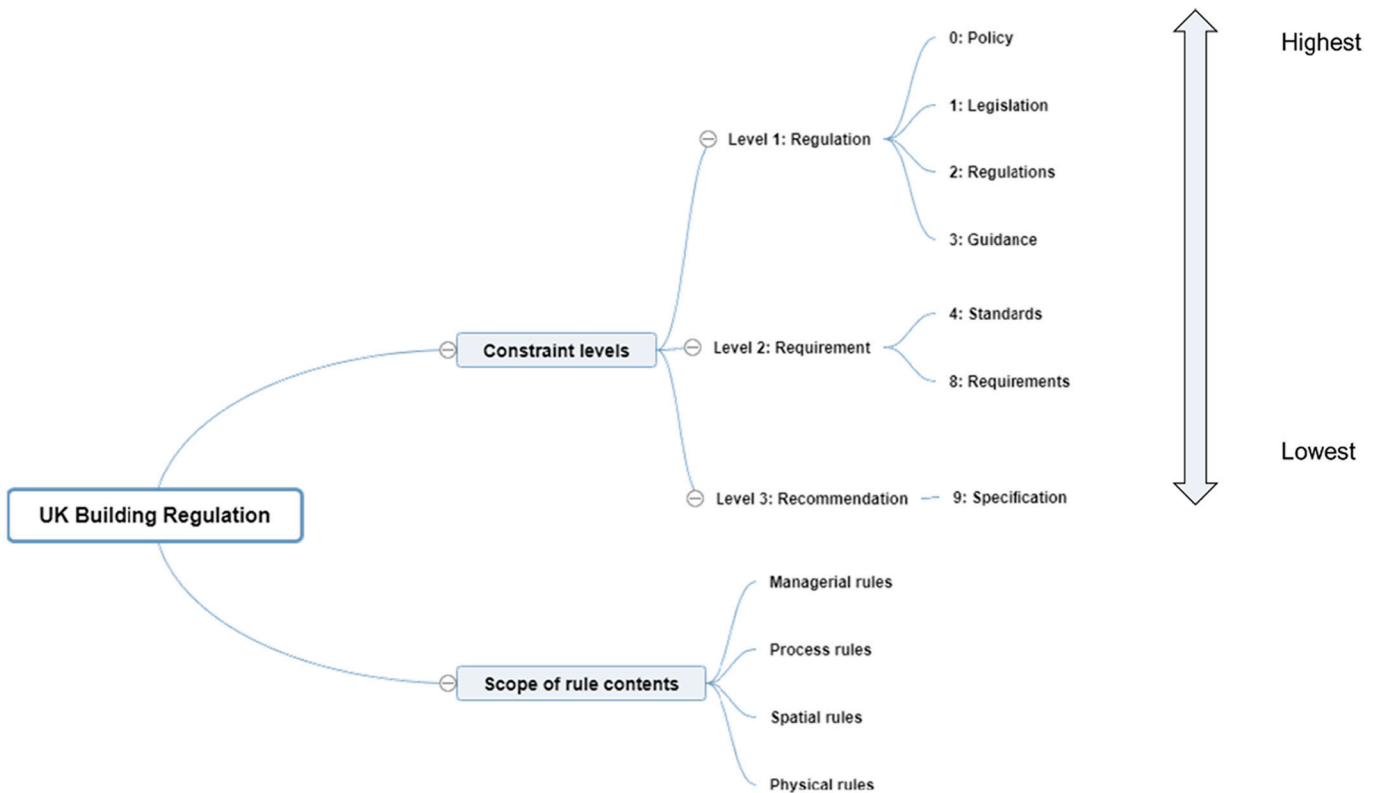 0: Policy
Highest
1: Legislation
Level 1: Regulation
2: Regulations
3: Guidance
4: Standards
Constraint levels
Level 2: Requirement
8: Requirements
Lowest
Level 3: Recommendation
9: Specification
UK Building Regulation
Managerial rules
Process rules
Scope of rule contents
Spatial rules
Physical rules